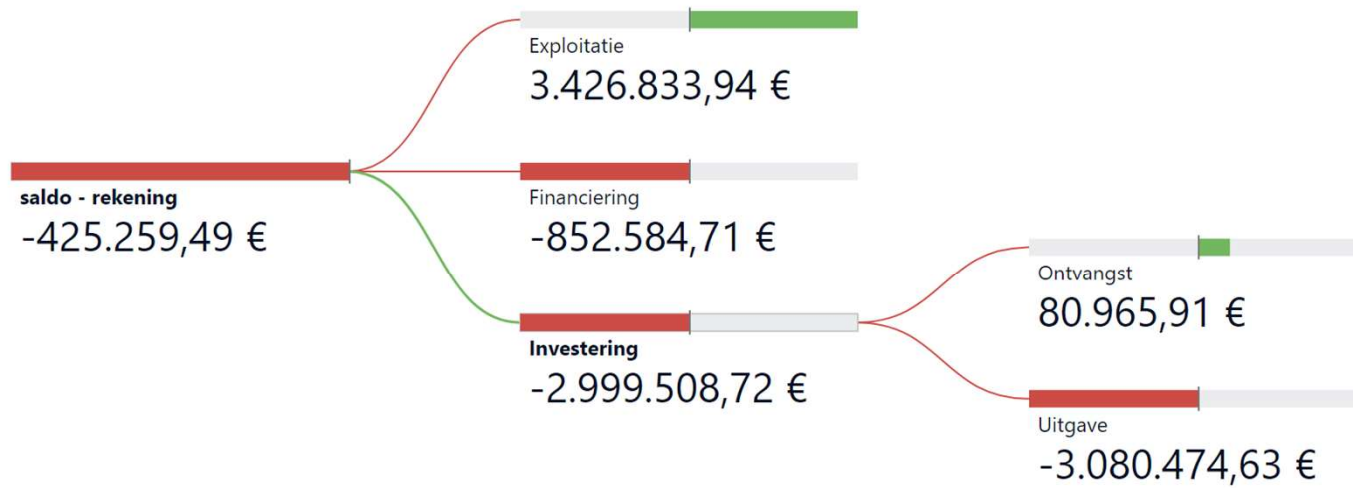 Exploitatie
3.426.833,94 €
saldo - rekening
-425.259,49 €
Financiering
-852.584,71 €
Investering
-2.999.508,72 €
Ontvangst
80.965,91 €
Uitgave
-3.080.474,63 €